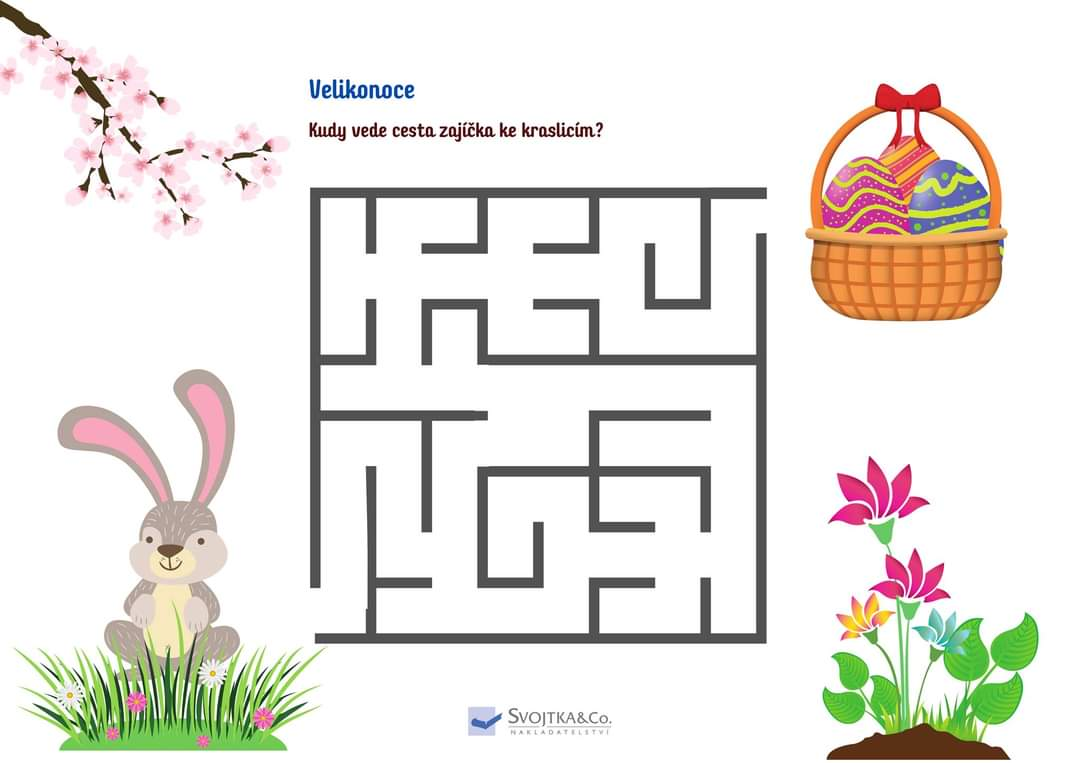 Velikonoce
Kudy vede cesta zajíčka ke kraslicím?
SVOJTKA&CO.
NAKLADATELSTVÍ